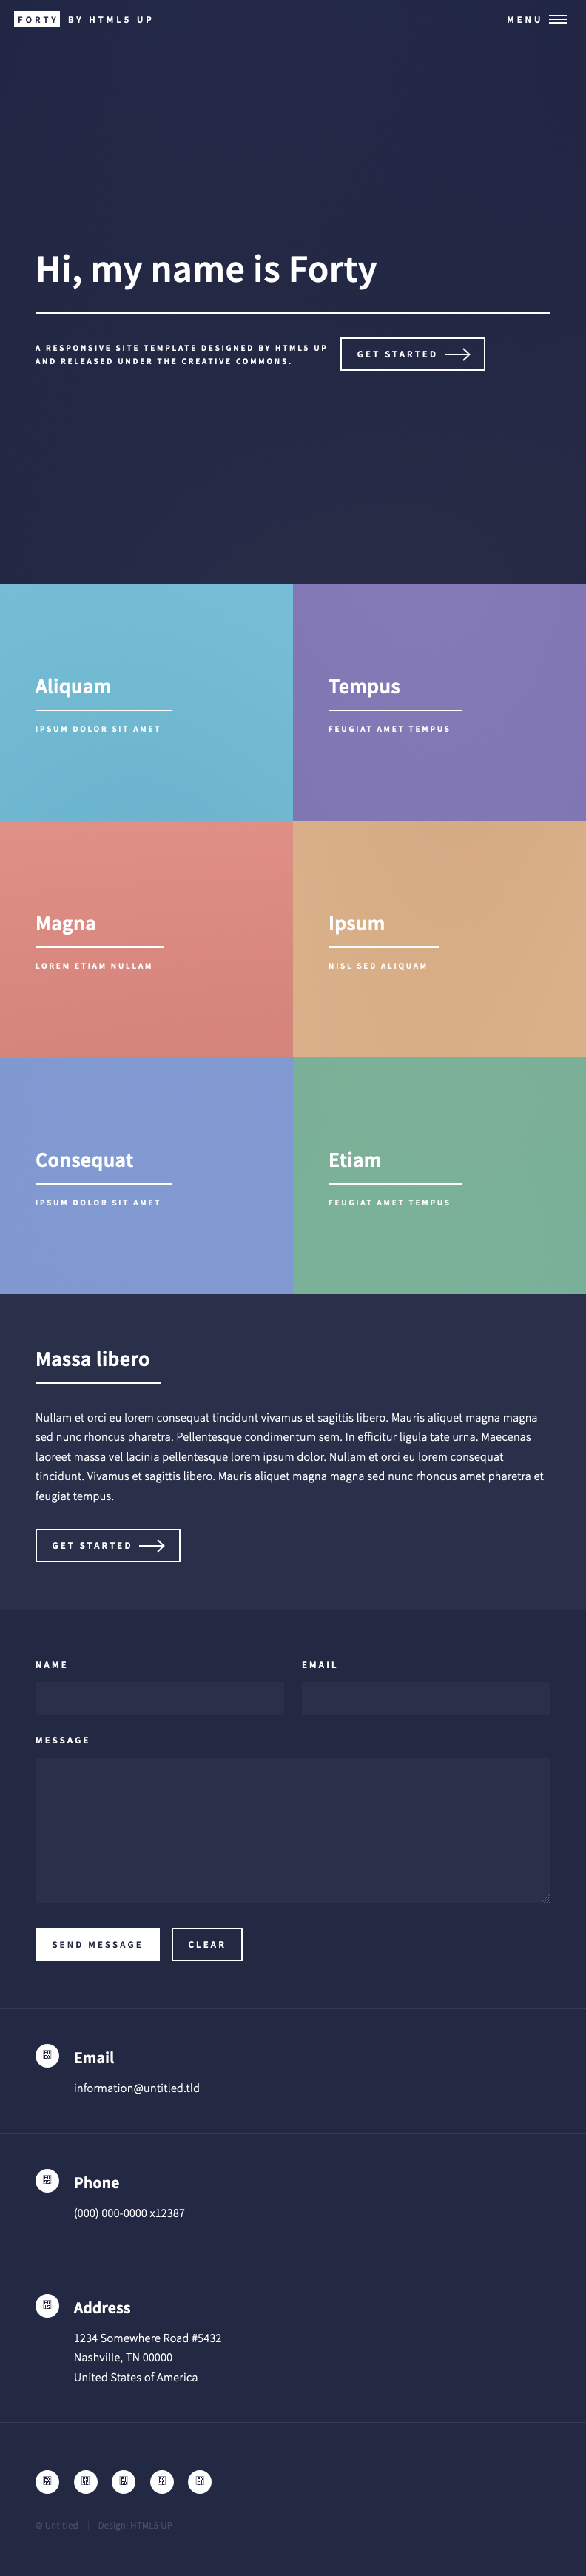 FORTY BY HTML5 UP
MENU
Hi, my name is Forty
A RESPONSIVE SITE TEMPLATE DESIGNED BY HTML5 UP
AND RELEASED UNDER THE CREATIVE COMMONS.
GET STARTED
Aliquam
IPSUM DOLOR SIT AMET
Tempus
FEUGIAT AMET TEMPUS
Magna
LOREM ETIAM NULLAM
Ipsum
NISL SED ALIQUAM
Consequat
IPSUM DOLOR SIT AMET
Etiam
FEUGIAT AMET TEMPUS
Massa libero
Nullam et orci eu lorem consequat tincidunt vivamus et sagittis libero. Mauris aliquet magna magna
sed nunc rhoncus pharetra. Pellentesque condimentum sem. In efficitur ligula tate urna. Maecenas
laoreet massa vel lacinia pellentesque lorem ipsum dolor. Nullam et orci eu lorem consequat
tincidunt. Vivamus et sagittis libero. Mauris aliquet magna magna sed nunc rhoncus amet pharetra et
feugiat tempus.
GET STARTED
NAME
EMAIL
MESSAGE
SEND MESSAGE
CLEAR
Email
information@untitled.tld
Phone
(000) 000-0000 x12387
Address
1234 Somewhere Road #5432
Nashville, TN 00000
United States of America
© Untitled | Design: HTML5 UP